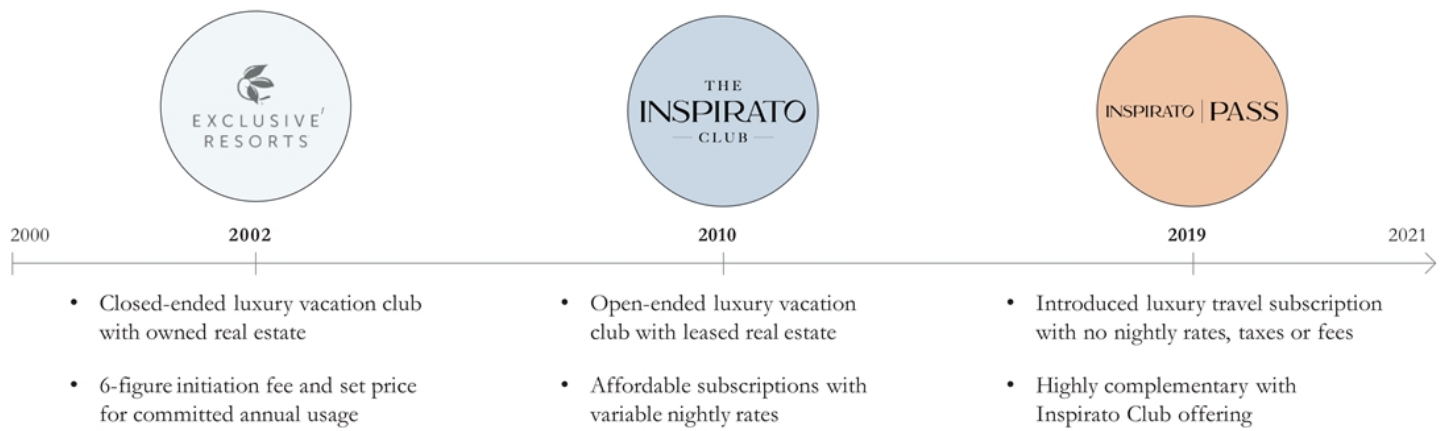 EXCLUSIVE'
RESORTS
THE
INSPIRATO
CLUB
INSPIRATO | PASS
2000
2002
2010
2019
2021
• Closed-ended luxury vacation club
with owned real estate
• 6-figure initiation fee and set price
for committed annual usage
• Open-ended luxury vacation
club with leased real estate
• Affordable subscriptions with
variable nightly rates
• Introduced luxury travel subscription
with no nightly rates, taxes or fees
• Highly complementary with
Inspirato Club offering